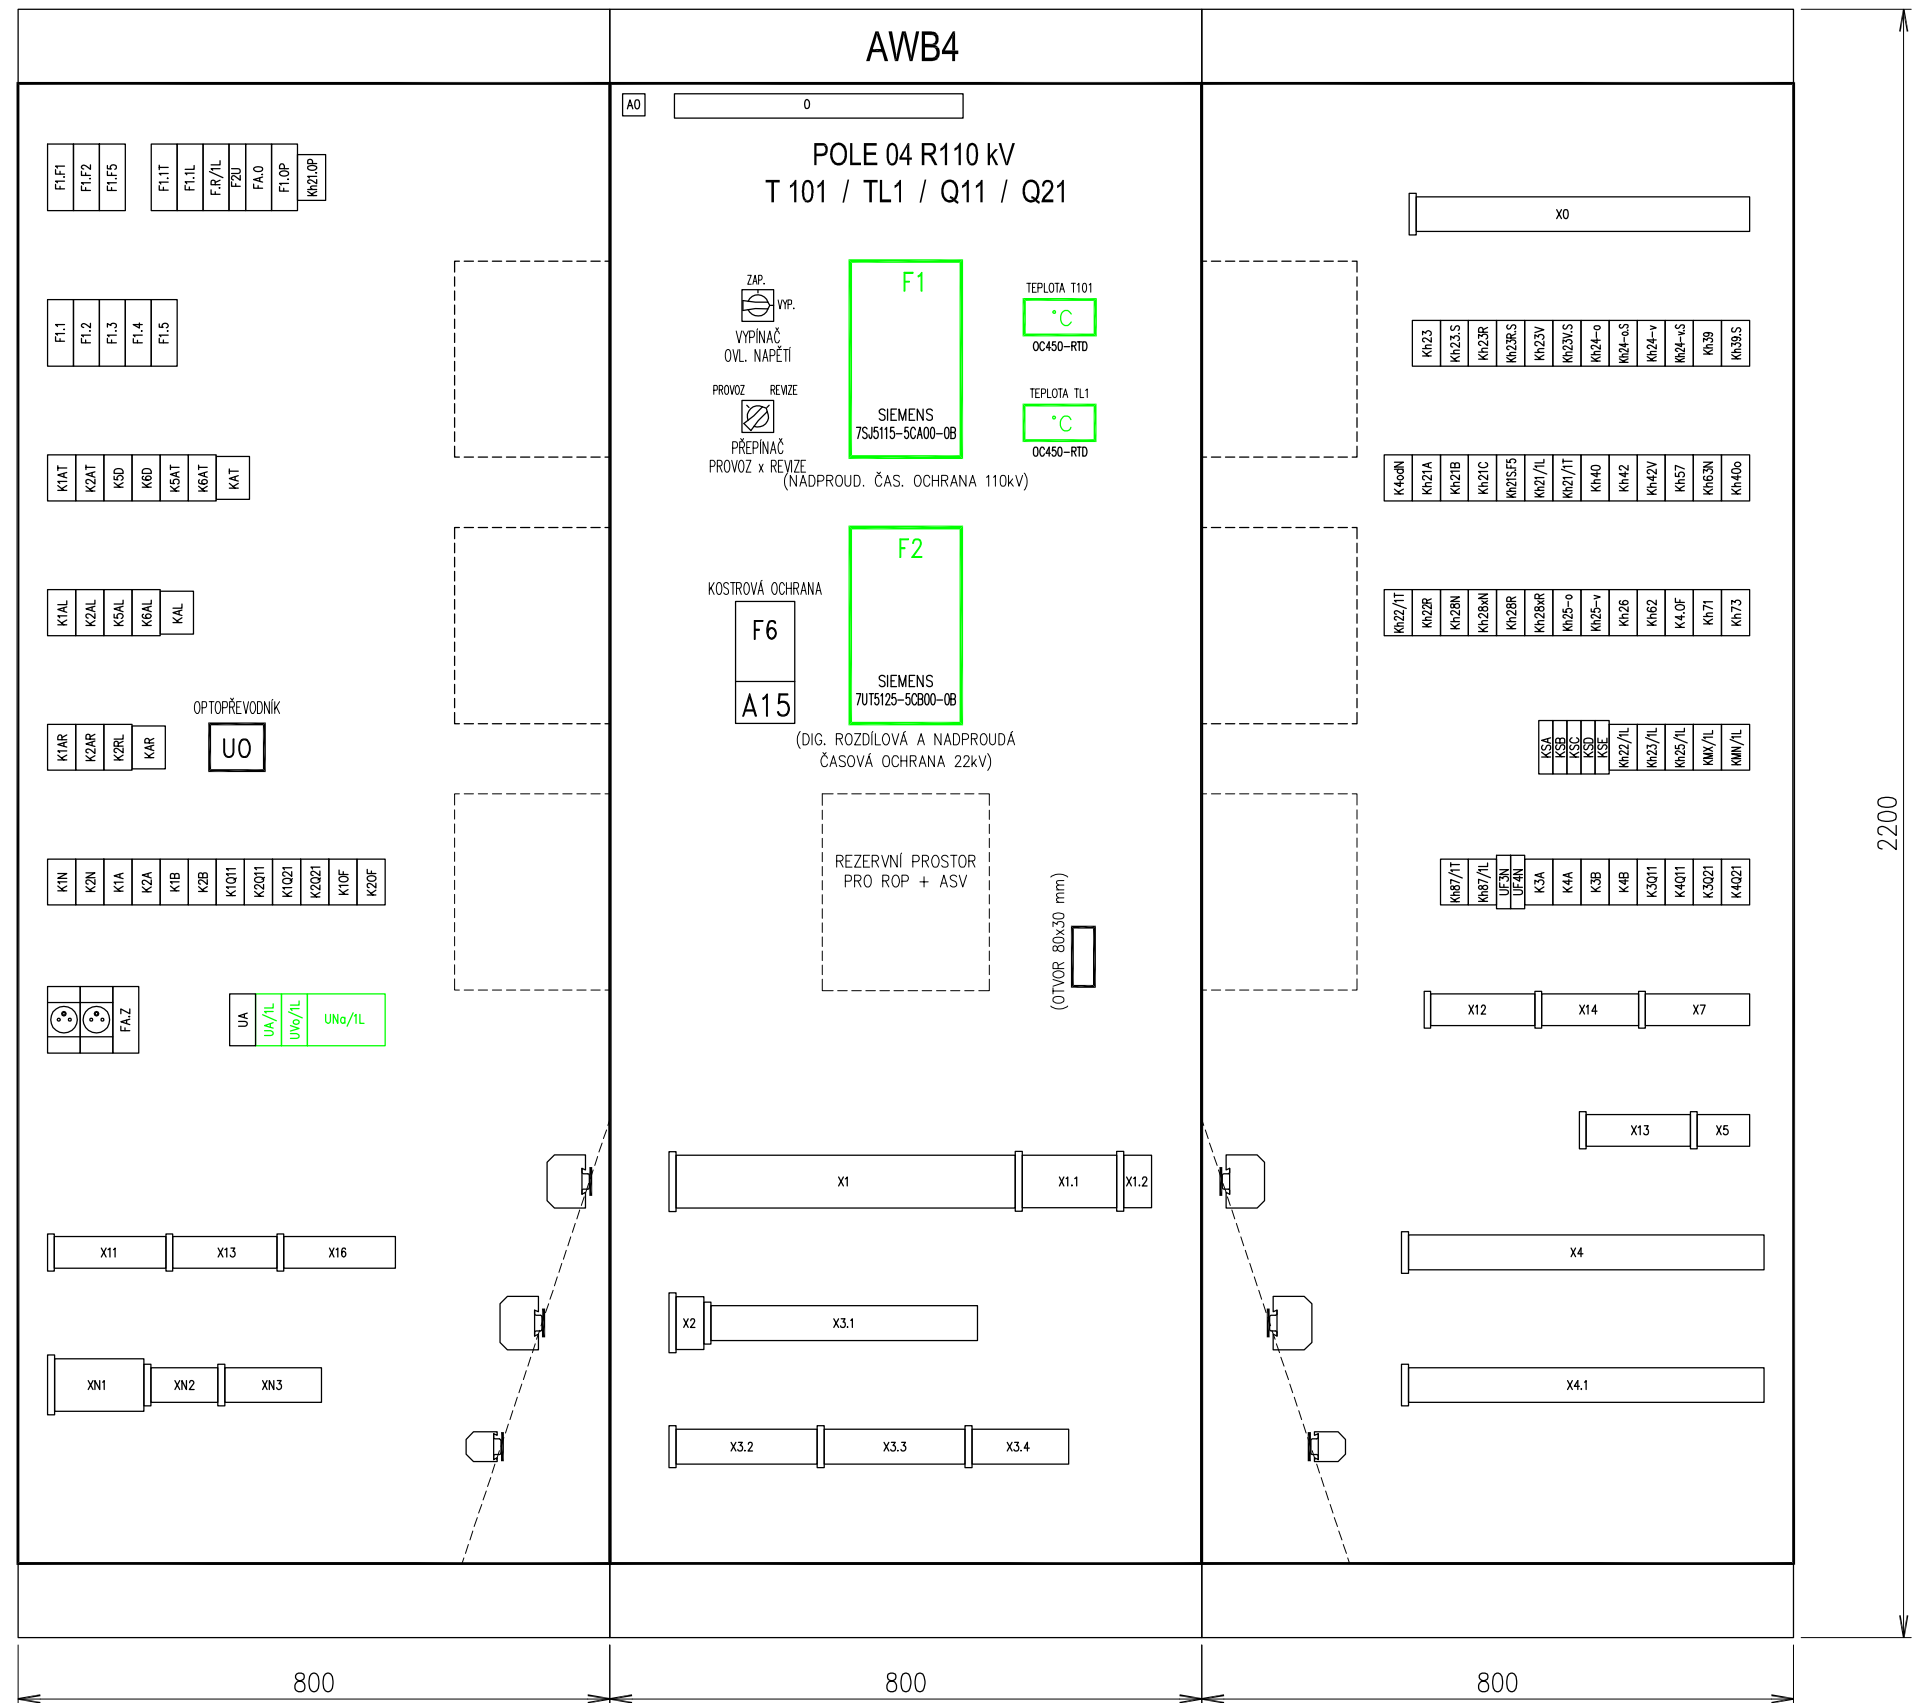 AWB4
A0
0
POLE 04 R110 kV
T 101 / TL1 / Q11 / Q21
F1.F1
F1.F2
F1.F5
F1.1T
F1.1L
F.R/1L
F2U
FA.0
F1.0P
Kh21.0P
F1.1
F1.2
F1.3
F1.4
F1.5
K1AT
K2AT
K5D
K6D
K5AT
K6AT
KAT
K1AL
K2AL
K5AL
K6AL
KAL
OPTOPŘEVODNÍK
K1AR
K2AR
K2RL
KAR
U0
K1N
K2N
K1A
K2A
K1B
K2B
K1Q11
K2Q11
K1Q21
K2Q21
K1OF
K2OF
FA.Z
UA
UA/1L
UVo/1L
UNo/1L
X11
X13
X16
XN1
XN2
XN3
ZAP.
VYP.
VYPÍNAČ
OVL. NAPĚTÍ
PROVOZ
REVIZE
PŘEPÍNAČ
PROVOZ x REVIZE
F1
SIEMENS
7SJ5115-5CA00-0B
(NADPROUD. ČAS. OCHRANA 110kV)
TEPLOTA T101
°C
OC450-RTD
TEPLOTA TL1
°C
OC450-RTD
KOSTROVÁ OCHRANA
F6
A15
F2
SIEMENS
7UT5125-5CB00-0B
(DIG. ROZDÍLOVÁ A NADPROUDÁ
ČASOVÁ OCHRANA 22kV)
REZERVNÍ PROSTOR
PRO ROP + ASV
(OTVOR 80x30 mm)
X1
X1.1
X1.2
X2
X3.1
X3.2
X3.3
X3.4
X0
Kh23
Kh23.S
Kh23R
Kh23R.S
Kh23V
Kh23V.S
Kh24-o
Kh24-o.S
Kh24-v
Kh24-v.S
Kh39
Kh39.S
K4odN
Kh21A
Kh21B
Kh21C
Kh21S.F5
Kh21/1L
Kh21/1T
Kh40
Kh42
Kh42V
Kh57
Kh63N
Kh40o
Kh22/1T
Kh22R
Kh28N
Kh28xN
Kh28R
Kh28xR
Kh25-o
Kh25-v
Kh26
Kh62
K4.0F
Kh71
Kh73
KSA
KSB
KSC
KSD
KSE
Kh22/1L
Kh23/1L
Kh25/1L
KMX/1L
KMN/1L
Kh87/1T
Kh87/1L
UF3N
UF4N
K3A
K4A
K3B
K4B
K3Q11
K4Q11
K3Q21
K4Q21
X12
X14
X7
X13
X5
X4
X4.1
2200
800
800
800